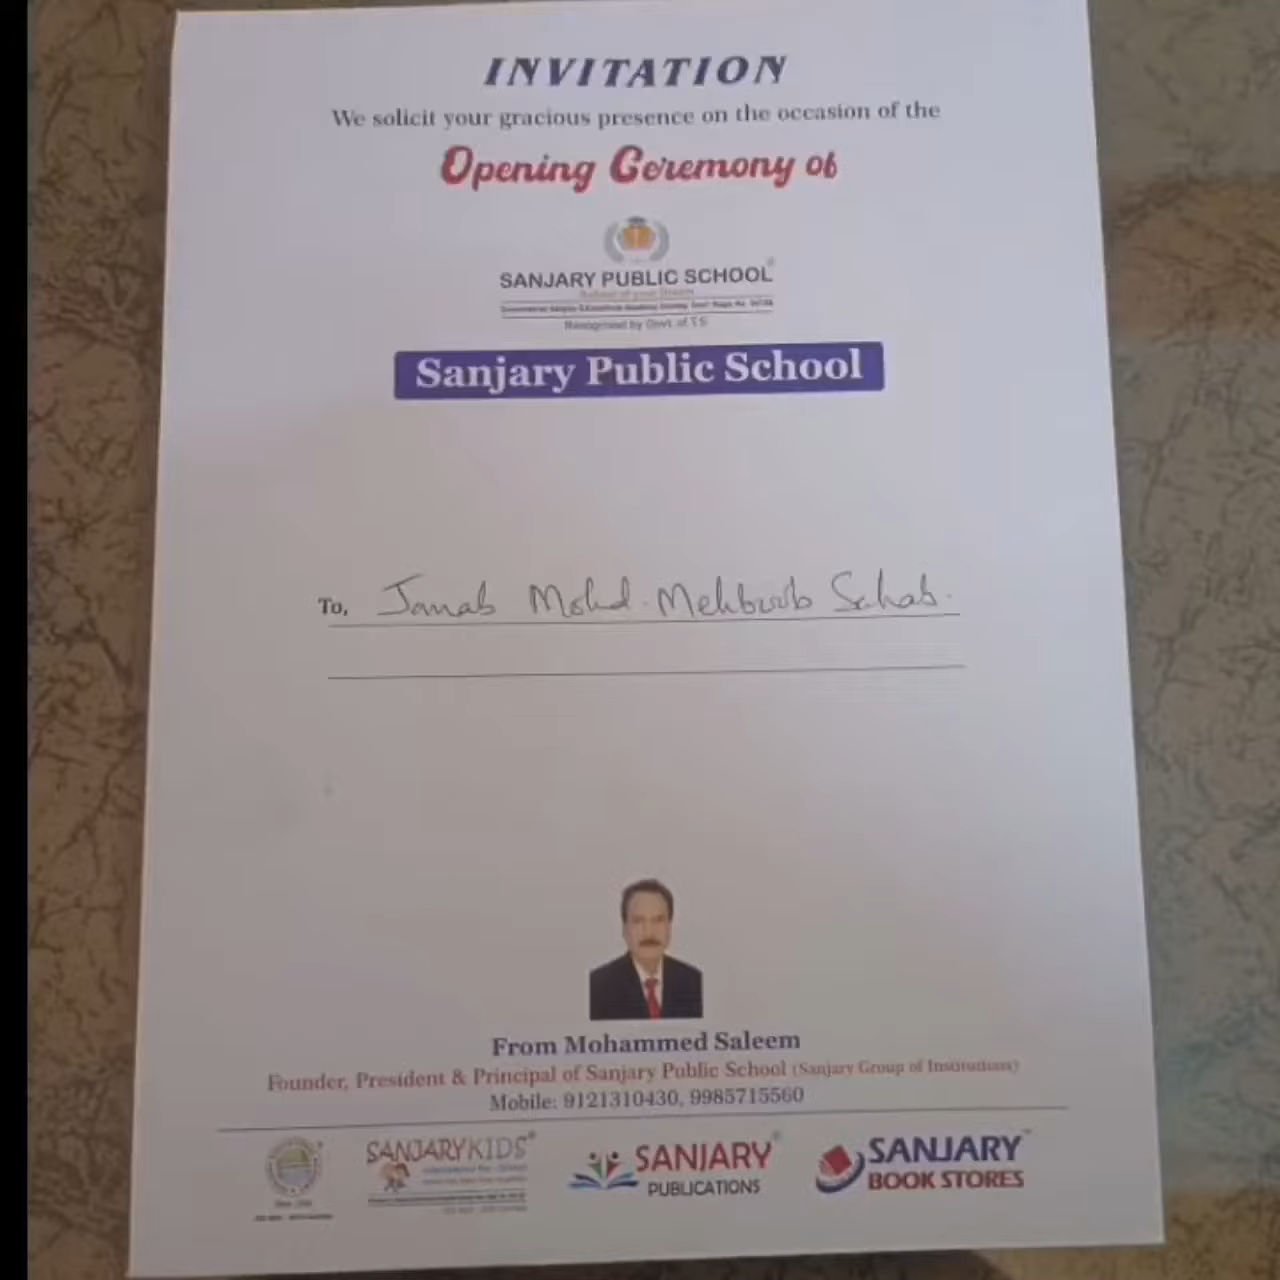 INVITATION
We solicit your gracious presence on the occasion of the
Opening Ceremony of
SANJARY PUBLIC SCHOOL
Recognised by Govt. of T.S
Sanjary Public School
To, Janab Mohd. Mehboob Sahab.
From Mohammed Saleem
Founder, President & Principal of Sanjary Public School (Sanjary Group of Institutions)
Mobile: 9121310430, 9985715560
SANJARY KIDS
SANJARY
PUBLICATIONS
SANJARY
BOOK STORES